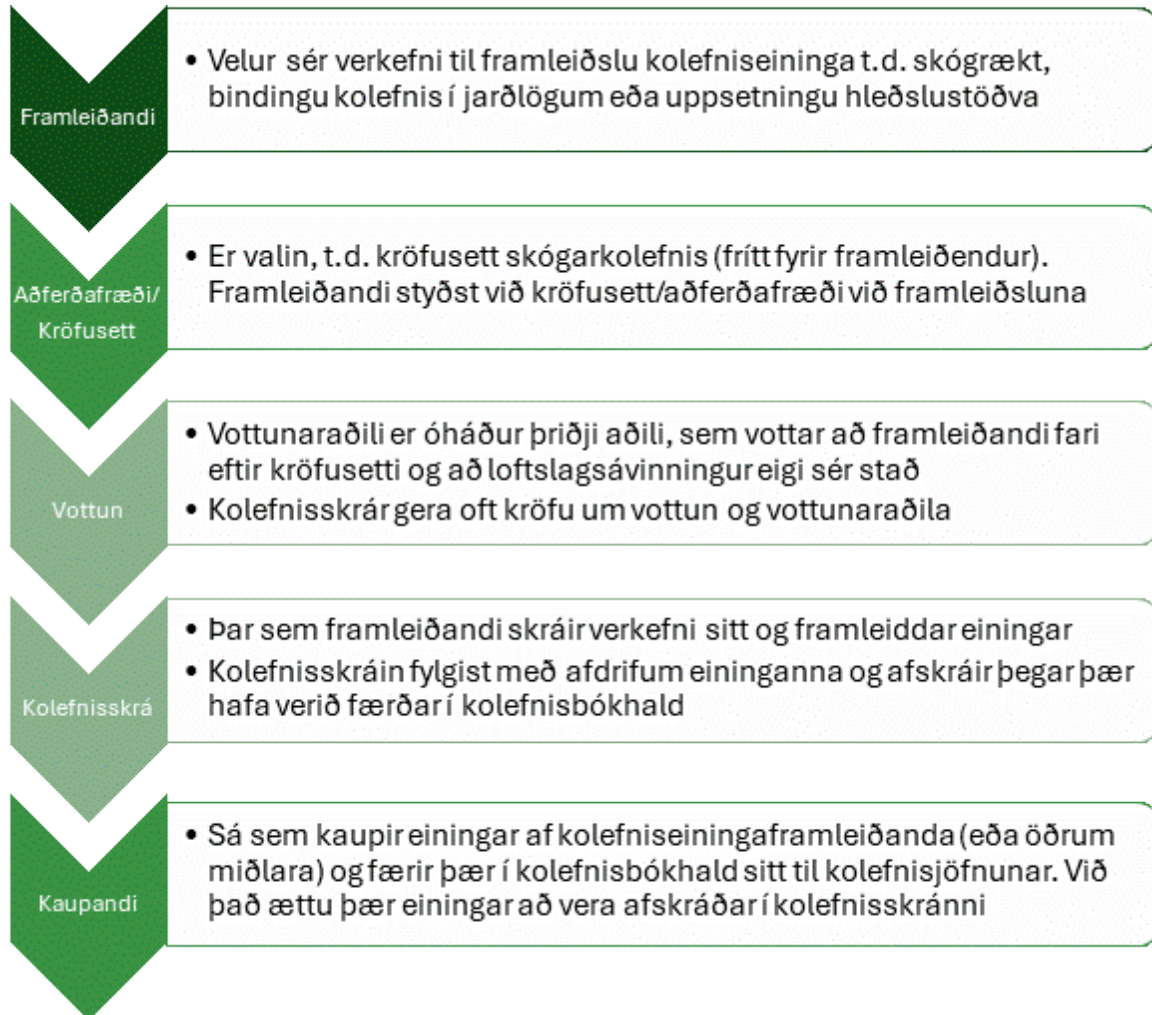 Framleiðandi
• Velur sér verkefni til framleiðslu kolefniseininga t.d. skógrækt,
bindingu kolefnis í jarðlögum eða uppsetningu hleðslustöðva
Aðferðafræði/
Kröfusett
• Er valin, t.d. kröfusett skógarkolefnis (frítt fyrir framleiðendur).
Framleiðandi styðst við kröfusett/aðferðafræði við framleiðsluna
Vottun
• Vottunaraðili er óháður þriðji aðili, sem vottar að framleiðandi fari
eftir kröfusetti og að loftslagsávinningur eigi sér stað
• Kolefnisskrár gera oft kröfu um vottun og vottunaraðila
Kolefnisskrá
• Þar sem framleiðandi skráir verkefni sitt og framleiddar einingar
• Kolefnisskráin fylgist með afdrifum eininganna og afskráir þegar þær
hafa verið færðar í kolefnisbókhald
Kaupandi
• Sá sem kaupir einingar af kolefniseiningaframleiðanda (eða öðrum
miðlara) og færir þær í kolefnisbókhald sitt til kolefnisjöfnunar. Við
það ættu þær einingar að vera afskráðar í kolefnisskránni